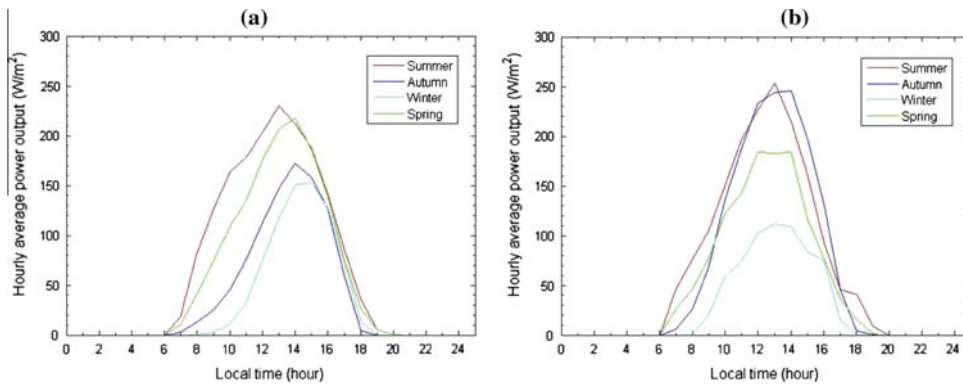 (a)
Hourly average power output (W/m²)
300
250
200
150
100
50
0
Summer
Autumn
Winter
Spring
0 2 4 6 8 10 12 14 16 18 20 22 24
Local time (hour)
(b)
Hourly average power output (W/m²)
300
250
200
150
100
50
0
Summer
Autumn
Winter
Spring
0 2 4 6 8 10 12 14 16 18 20 22 24
Local time (hour)